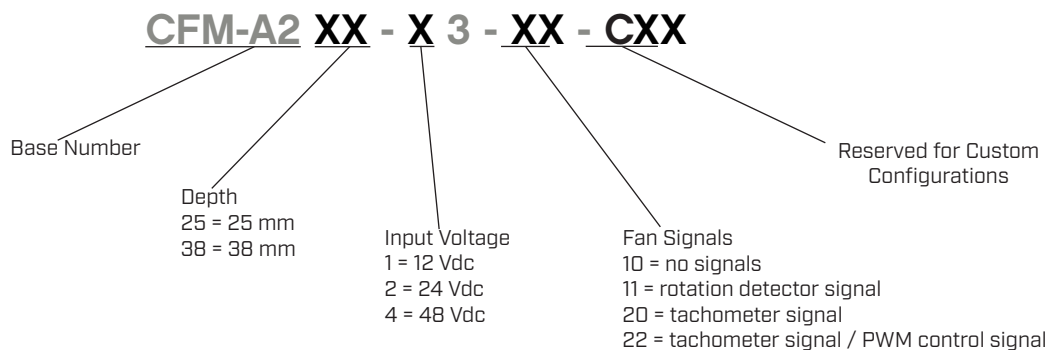 CFM-A2 XX - X 3 - XX - CXX
Base Number
Reserved for Custom
Configurations
Depth
25 = 25 mm
38 = 38 mm
Input Voltage
1 = 12 Vdc
2 = 24 Vdc
4 = 48 Vdc
Fan Signals
10 = no signals
11 = rotation detector signal
20 = tachometer signal
22 = tachometer signal / PWM control signal